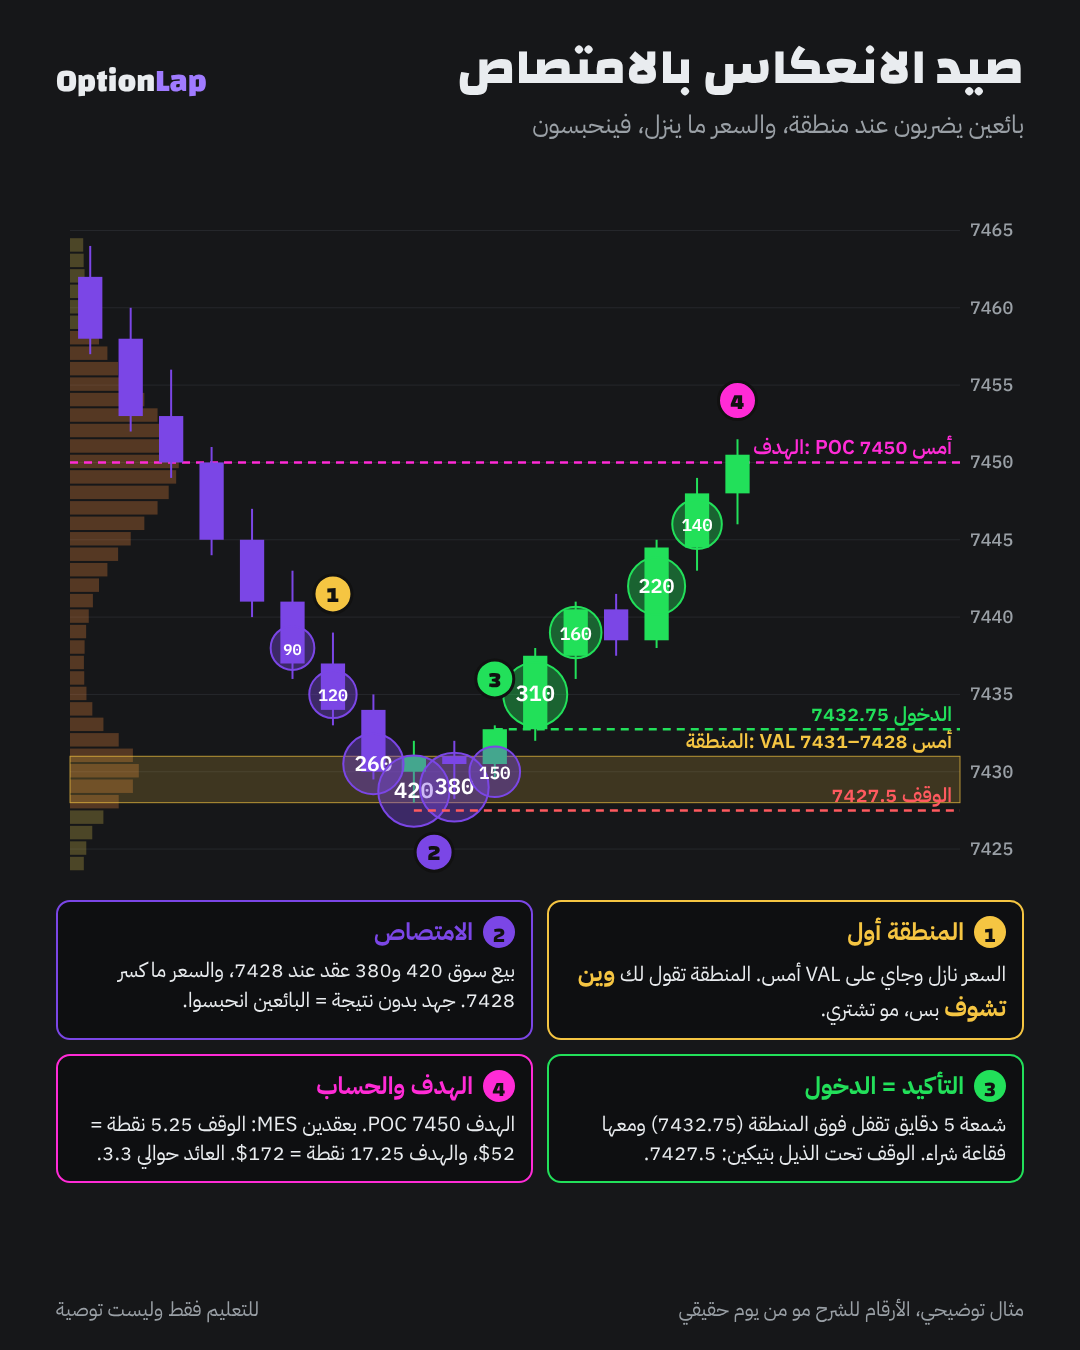 صيد الانعكاس بالامتصاص
OptionLap
بائعين يضربون عند منطقة، والسعر ما ينزل، فينحبسون
7465
7460
7455
4
الهدف: POC 7450 أمس
7450
140
7445
220
1
7440
160
90
3
310
7435
120
الدخول 7432.75
المنطقة: VAL 7431–7428 أمس
260
150
7430
420
380
الوقف 7427.5
2
7425
1 المنطقة أول
السعر نازل وجاي على VAL أمس. المنطقة تقول لك وين
تشوف بس، مو تشتري.
2 الامتصاص
بيع سوق 420 و380 عقد عند 7428، والسعر ما كسر
7428. جهد بدون نتيجة = البائعين انحبسوا.
3 التأكيد = الدخول
شمعة 5 دقايق تقفل فوق المنطقة (7432.75) ومعها
فقاعة شراء. الوقف تحت الذيل بتيكين: 7427.5.
4 الهدف والحساب
الهدف POC 7450. بعقدين MES: الوقف 5.25 نقطة =
52$، والهدف 17.25 نقطة = 172$. العائد حوالي 3.3.
مثال توضيحي، الأرقام للشرح مو من يوم حقيقي
للتعليم فقط وليست توصية